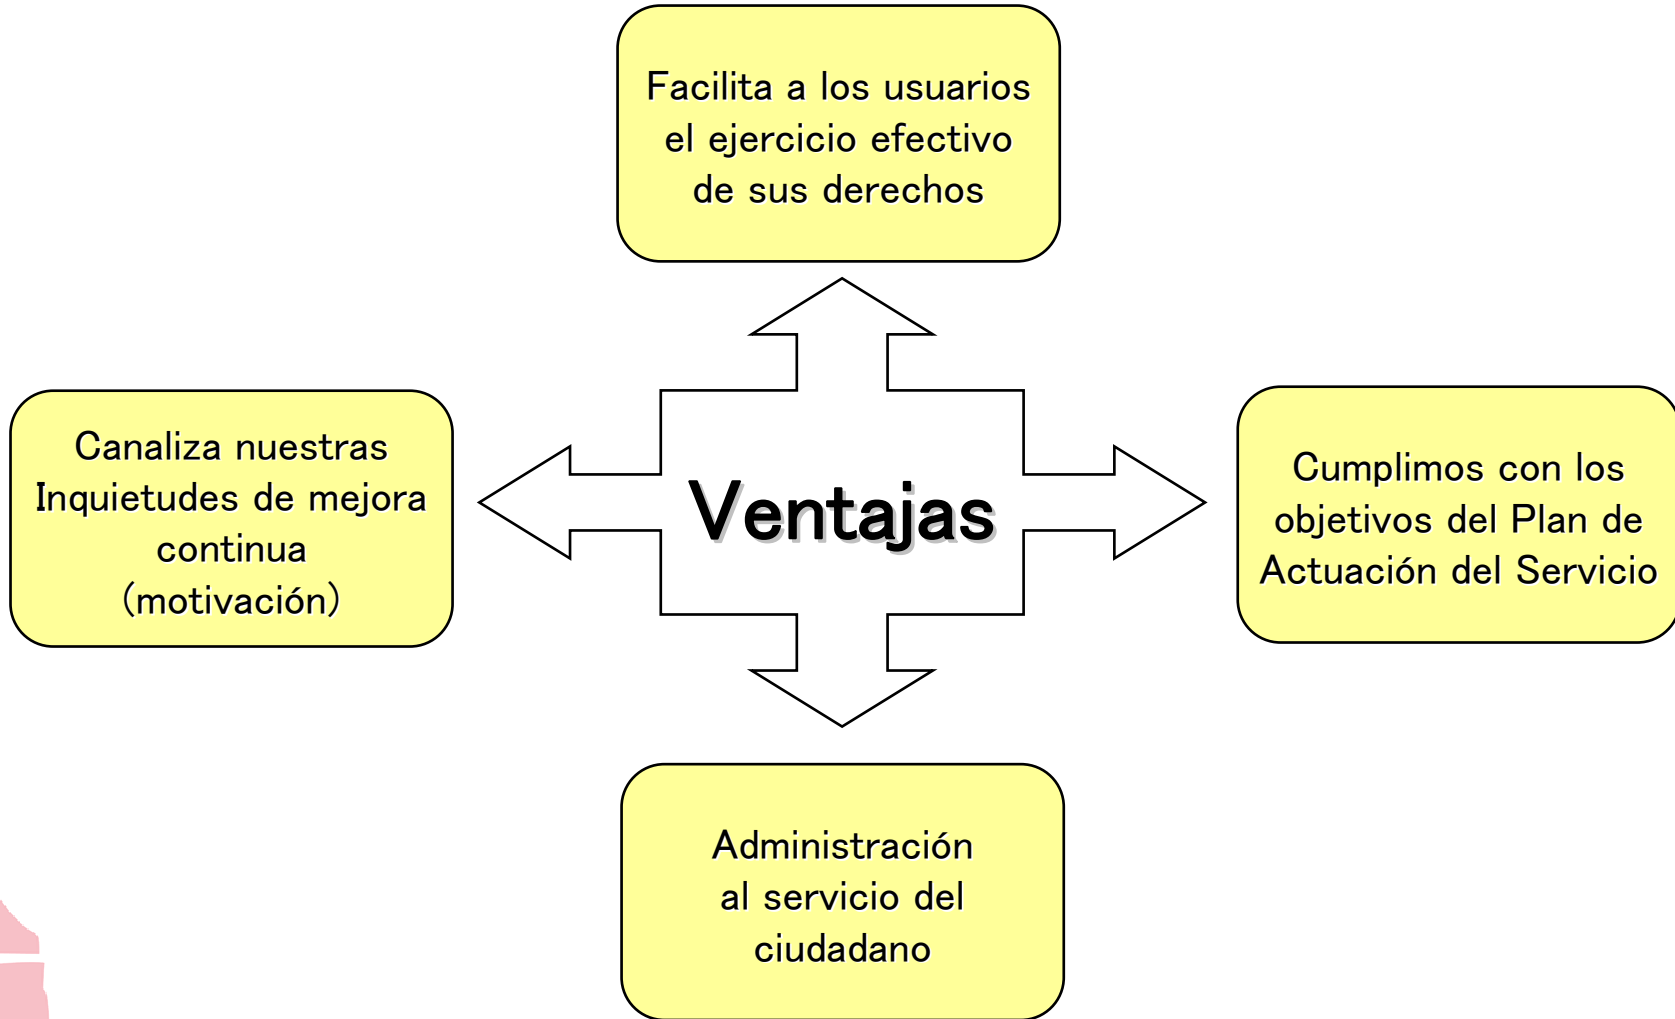 Facilita a los usuarios
el ejercicio efectivo
de sus derechos
Canaliza nuestras
Inquietudes de mejora
continua
(motivación)
Ventajas
Cumplimos con los
objetivos del Plan de
Actuación del Servicio
Administración
al servicio del
ciudadano